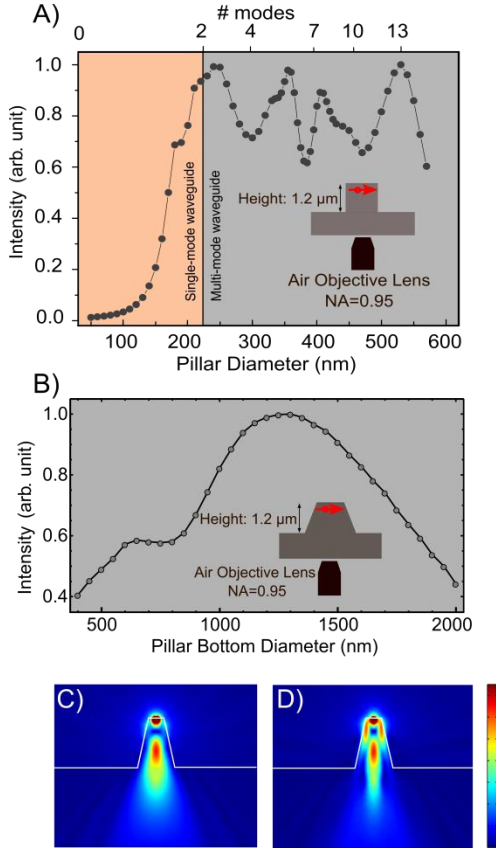 A)
# modes
0 2 4 7 10 13
Intensity (arb. unit)
1.0
0.8
0.6
0.4
0.2
0.0
Single-mode waveguide
Multi-mode waveguide
Height: 1.2 µm
Air Objective Lens
NA=0.95
100 200 300 400 500 600
Pillar Diameter (nm)
B)
Intensity (arb. unit)
1.0
0.8
0.6
0.4
Height: 1.2 µm
Air Objective Lens
NA=0.95
500 1000 1500 2000
Pillar Bottom Diameter (nm)
C)
D)